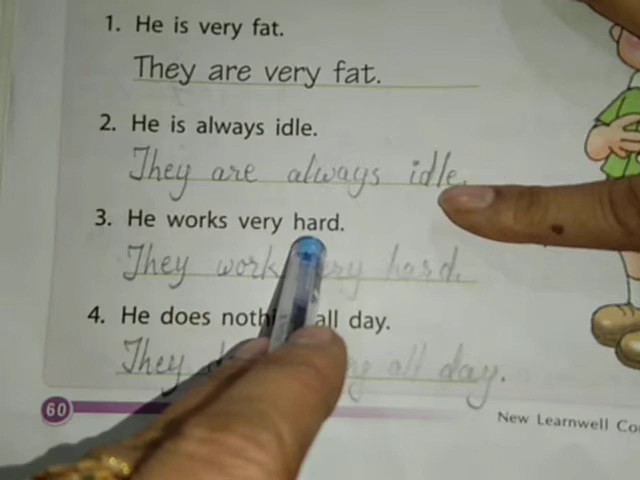 1. He is very fat.
They are very fat.
2. He is always idle.
They are always idle.
3. He works very hard.
They work hard.
4. He does all day.
They all day.
60
New Learnwell